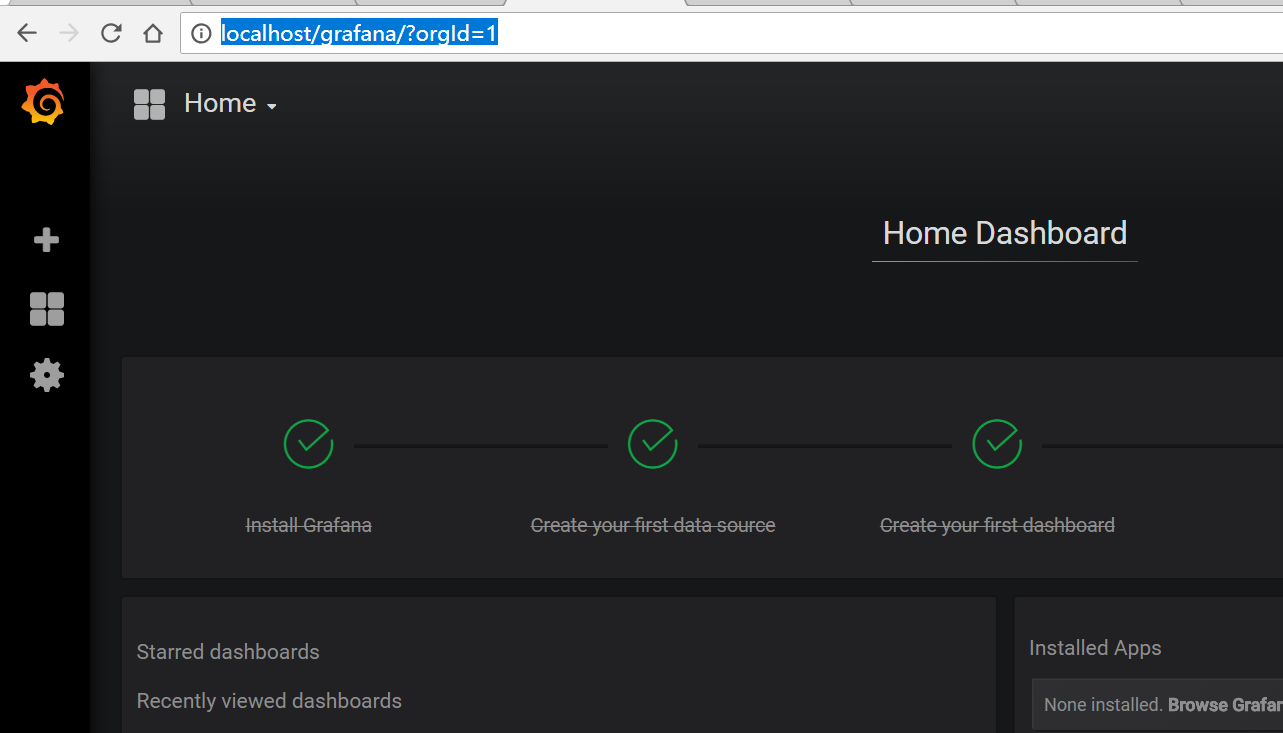 localhost/grafana/?orgId=1
Home
Home Dashboard
Install Grafana
Create your first data source
Create your first dashboard
Starred dashboards
Recently viewed dashboards
Installed Apps
None installed. Browse Grafan